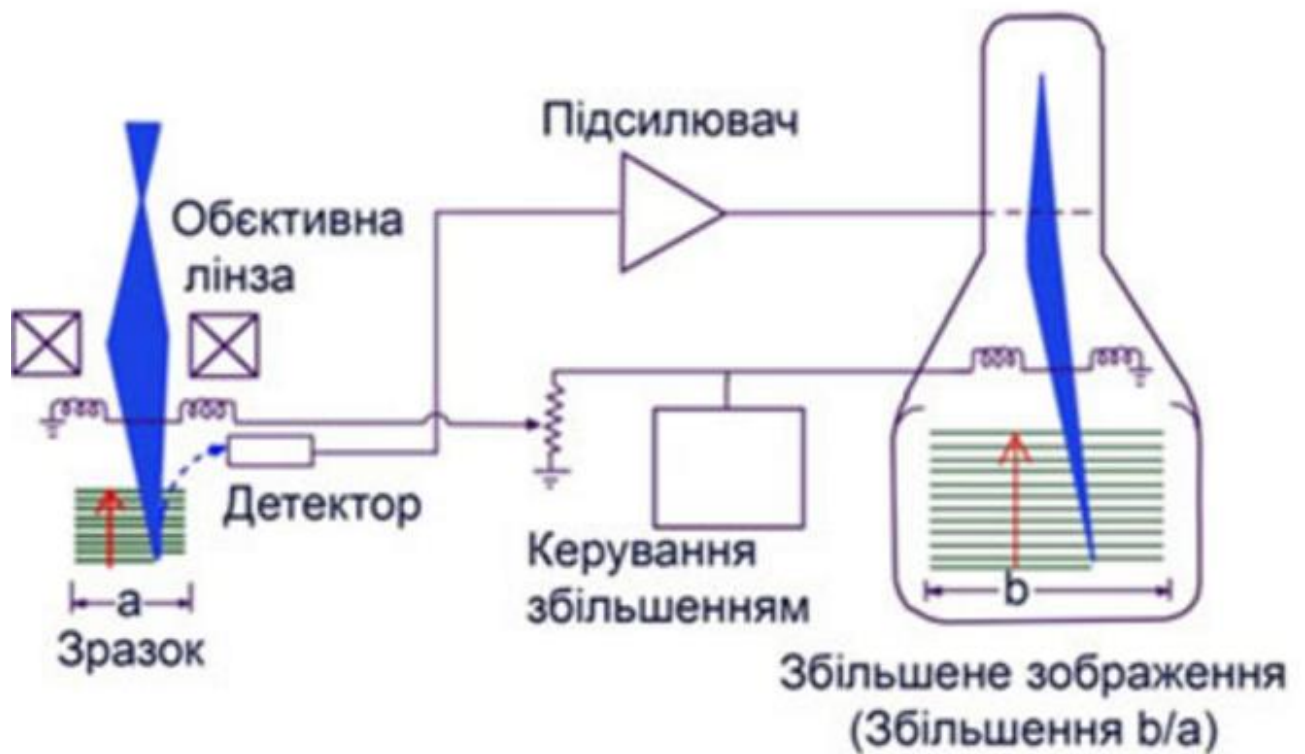 Підсилювач
Обєктивна
лінза
Детектор
Керування
збільшенням
a
Зразок
b
Збільшене зображення
(Збільшення b/a)